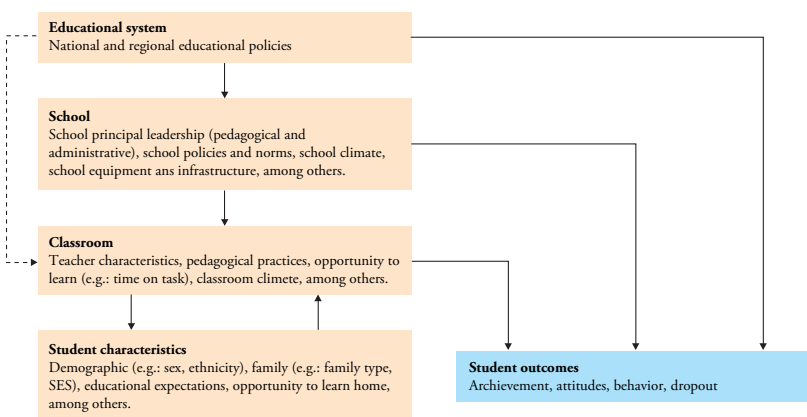 Educational system
National and regional educational policies
School
School principal leadership (pedagogical and
administrative), school policies and norms, school climate,
school equipment ans infrastructure, among others.
Classroom
Teacher characteristics, pedagogical practices, opportunity to
learn (e.g.: time on task), classroom climete, among others.
Student characteristics
Demographic (e.g.: sex, ethnicity), family (e.g.: family type,
SES), educational expectations, opportunity to learn home,
among others.
Student outcomes
Archievement, attitudes, behavior, dropout